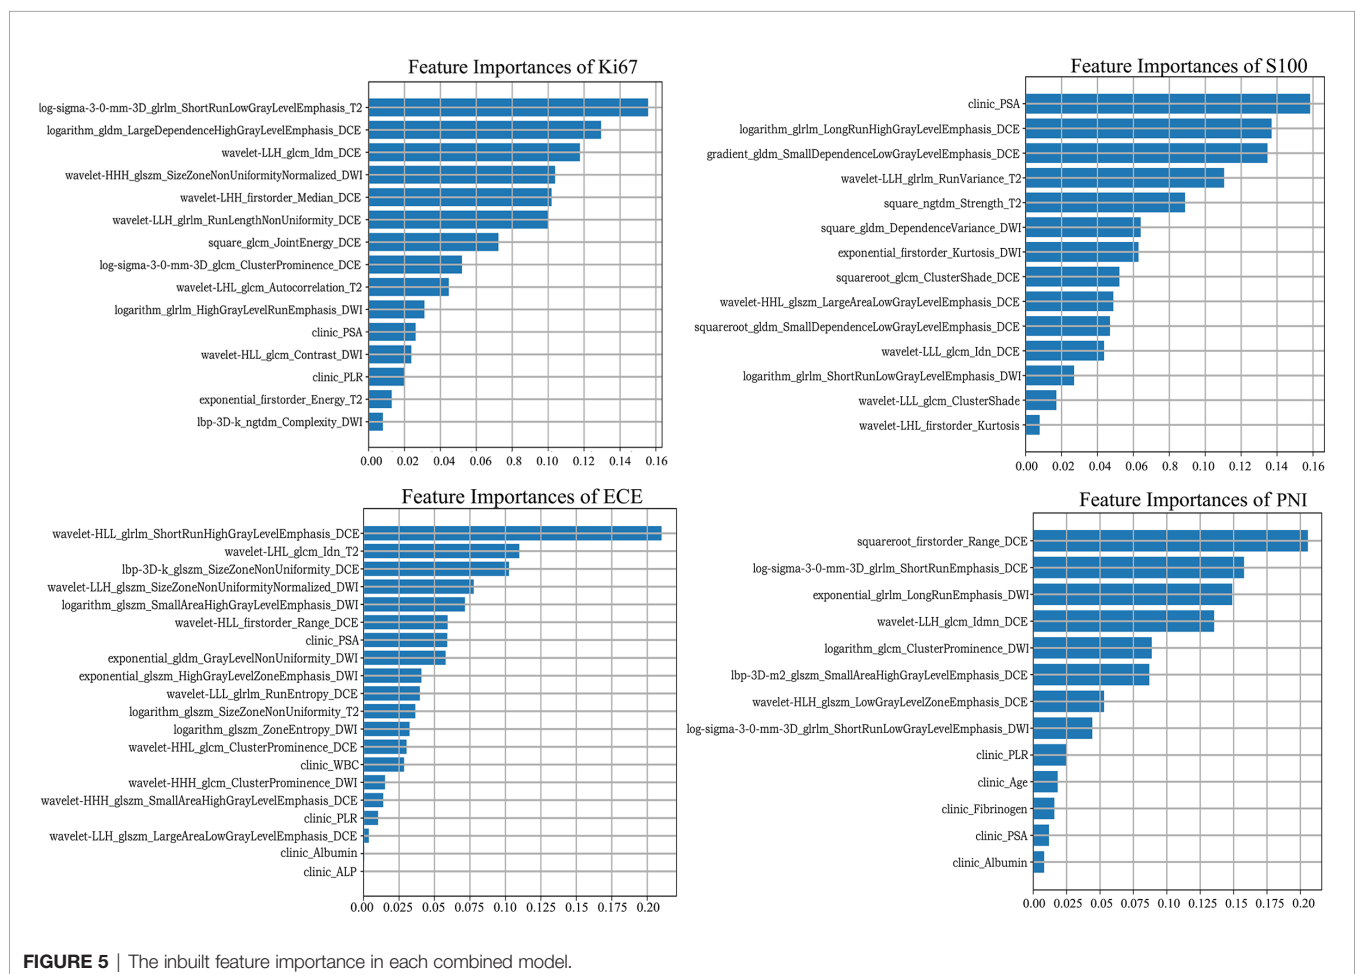 Feature Importances of Ki67
log-sigma-3-0-mm-3D_glrlm_ShortRunLowGrayLevelEmphasis_T2
logarithm_gldm_LargeDependenceHighGrayLevelEmphasis_DCE
wavelet-LLH_glcm_Idm_DCE
wavelet-HHH_glszm_SizeZoneNonUniformityNormalized_DWI
wavelet-LHH_firstorder_Median_DCE
wavelet-LLH_glrlm_RunLengthNonUniformity_DCE
square_glcm_JointEnergy_DCE
log-sigma-3-0-mm-3D_glcm_ClusterProminence_DCE
wavelet-LHL_glcm_Autocorrelation_T2
logarithm_glrlm_HighGrayLevelRunEmphasis_DWI
clinic_PSA
wavelet-HLL_glcm_Contrast_DWI
clinic_PLR
exponential_firstorder_Energy_T2
lbp-3D-k_ngtdm_Complexity_DWI
0.00 0.02 0.04 0.06 0.8 0.10 0.12 0.14 0.16
Feature Importances of S100
clinic_PSA
logarithm_glrlm_LongRunHighGrayLevelEmphasis_DCE
gradient_gldm_SmallDependenceLowGrayLevelEmphasis_DCE
wavelet-LLH_glrlm_RunVariance_T2
square_ngtdm_Strength_T2
square_gldm_DependenceVariance_DWI
exponential_firstorder_Kurtosis_DWI
squareroot_glcm_ClusterShade_DCE
wavelet-HHL_glszm_LargeAreaLowGrayLevelEmphasis_DCE
squareroot_gldm_SmallDependenceLowGrayLevelEmphasis_DCE
wavelet-LLL_glcm_Idn_DCE
logarithm_glrlm_ShortRunLowGrayLevelEmphasis_DWI
wavelet-LLL_glcm_ClusterShade
wavelet-LHL_firstorder_Kurtosis
0.00 0.02 0.04 0.06 0.8 0.10 0.12 0.14 0.16
Feature Importances of ECE
wavelet-HLL_glrlm_ShortRunHighGrayLevelEmphasis_DCE
wavelet-LHL_glcm_Idn_T2
lbp-3D-k_glszm_SizeZoneNonUniformity_DCE
wavelet-LLH_glszm_SizeZoneNonUniformityNormalized_DWI
logarithm_glszm_SmallAreaHighGrayLevelEmphasis_DWI
wavelet-HLL_firstorder_Range_DCE
clinic_PSA
exponential_gldm_GrayLevelNonUniformity_DWI
exponential_glszm_HighGrayLevelZoneEmphasis_DWI
wavelet-LLL_glrlm_RunEntropy_DCE
logarithm_glszm_SizeZoneNonUniformity_T2
logarithm_glszm_ZoneEntropy_DWI
wavelet-HHL_glcm_ClusterProminence_DCE
clinic_WBC
wavelet-HHH_glcm_ClusterProminence_DWI
wavelet-HHH_glszm_SmallAreaHighGrayLevelEmphasis_DCE
clinic_PLR
wavelet-LLH_glszm_LargeAreaLowGrayLevelEmphasis_DCE
clinic_Albumin
clinic_ALP
0.00 0.025 0.05 0.075 0.10 0.125 0.15 0.175 0.20
Feature Importances of PNI
squareroot_firstorder_Range_DCE
log-sigma-3-0-mm-3D_glrlm_ShortRunEmphasis_DCE
exponential_glrlm_LongRunEmphasis_DWI
wavelet-LLH_glcm_Idmn_DCE
logarithm_glcm_ClusterProminence_DWI
lbp-3D-m2_glszm_SmallAreaHighGrayLevelEmphasis_DCE
wavelet-HLH_glszm_LowGrayLevelZoneEmphasis_DCE
log-sigma-3-0-mm-3D_glrlm_ShortRunLowGrayLevelEmphasis_DWI
clinic_PLR
clinic_Age
clinic_Fibrinogen
clinic_PSA
clinic_Albumin
0.00 0.025 0.05 0.075 0.10 0.125 0.15 0.175 0.20
FIGURE 5 | The inbuilt feature importance in each combined model.